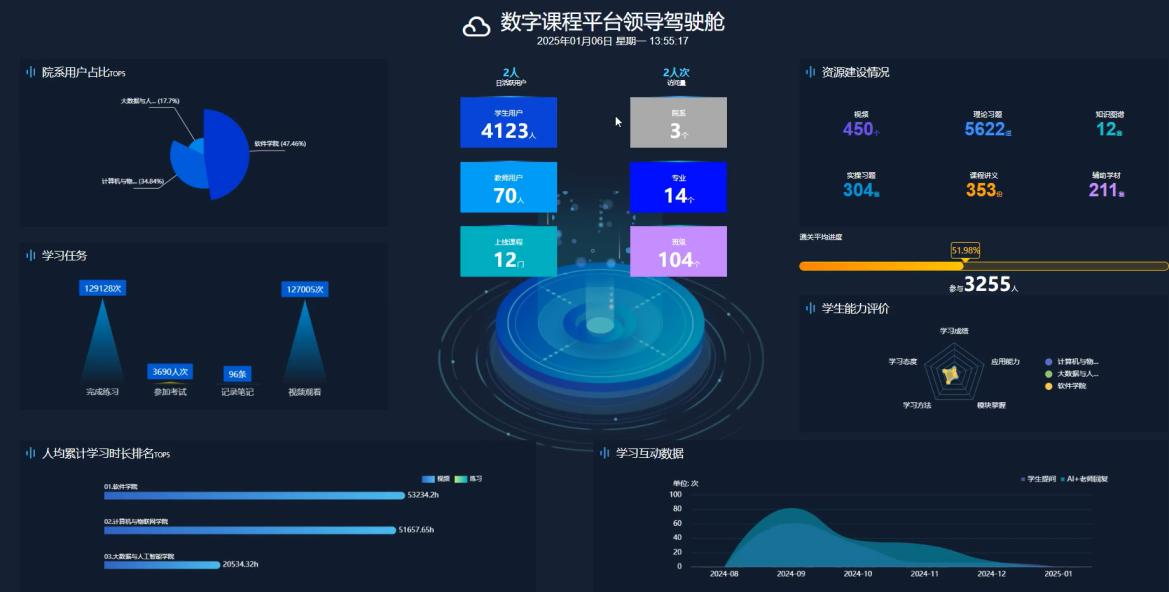 数字课程平台领导驾驶舱
2025年01月06日 星期一 13:55:17
院系用户占比TOP5
大数据与人... (17.7%)
软件学院 (47.46%)
计算机与物... (34.84%)
学习任务
129128次
3690人次
96条
127005次
完成练习
参加考试
记录笔记
视频观看
2人
日活跃用户
2人次
访问量
学生用户
4123人
院系
3个
教师用户
70人
专业
14个
上线课程
12门
班级
104个
资源建设情况
视频
450个
理论习题
5622道
知识图谱
12套
实操习题
304套
课程讲义
353份
辅助学材
211套
通关平均进度
51.98%
参与3255人
学生能力评价
学习成绩
学习态度
应用能力
学习方法
模块掌握
计算机与物...
大数据与人...
软件学院
人均累计学习时长排名TOP5
视频
练习
01.软件学院
53234.2h
02.计算机与物联网学院
51657.65h
03.大数据与人工智能学院
20534.32h
学习互动数据
单位: 次
学生提问
AI+老师回复
100
80
60
40
20
0
2024-08
2024-09
2024-10
2024-11
2024-12
2025-01